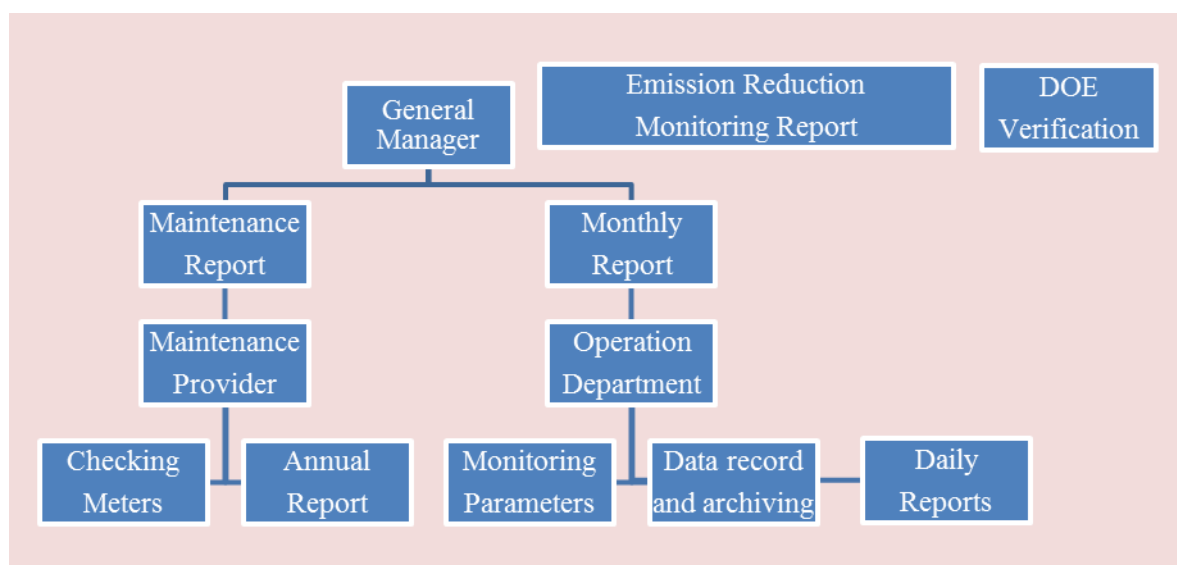 General
Manager
Emission Reduction
Monitoring Report
DOE
Verification
Maintenance
Report
Monthly
Report
Maintenance
Provider
Operation
Department
Checking
Meters
Annual
Report
Monitoring
Parameters
Data record
and archiving
Daily
Reports